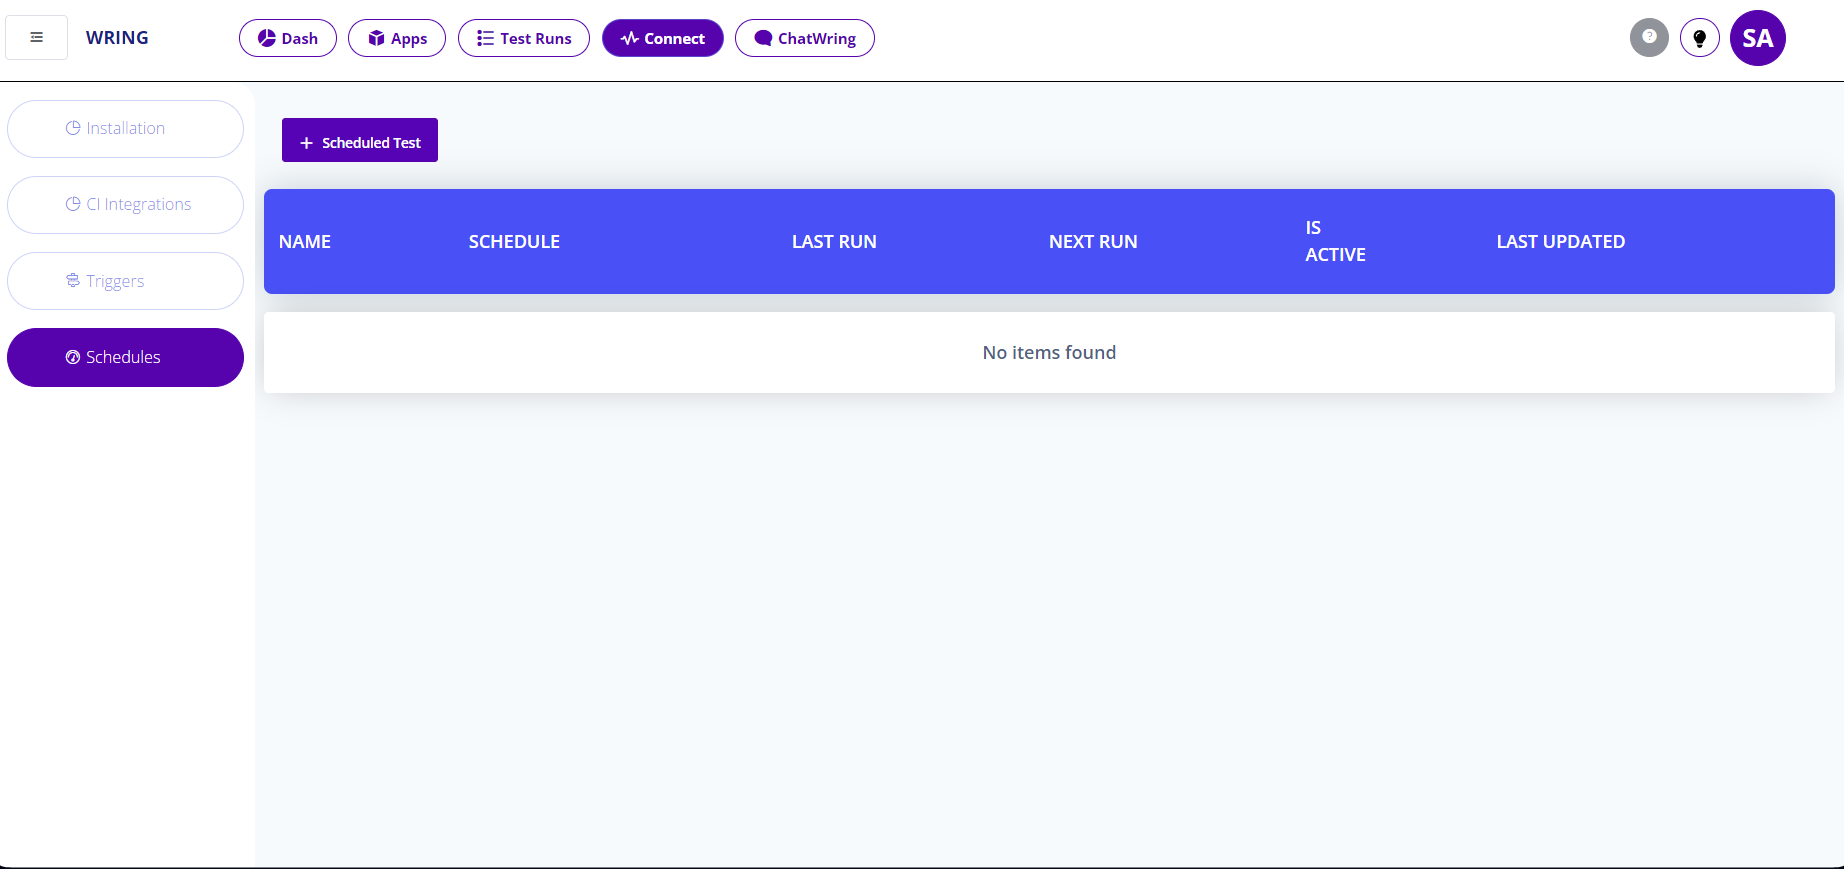 WRING
Dash
Apps
Test Runs
Connect
ChatWring
?
SA
Installation
CI Integrations
Triggers
Schedules
+ Scheduled Test
NAME
SCHEDULE
LAST RUN
NEXT RUN
IS
ACTIVE
LAST UPDATED
No items found